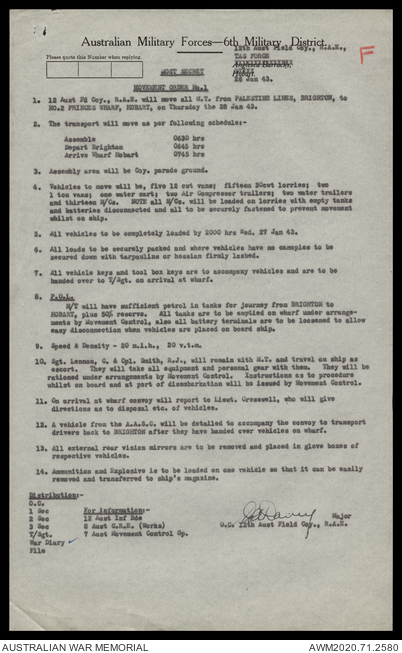 Australian Military Forces—6th Military District.
Please quote this Number when replying.
12th Aust Field Coy., R.A.E.,
TAS FORCE
Anglesea Barracks,
Hobart.
28 Jan 43.
F
MOST SECRET
MOVEMENT ORDER No.1
1. 12 Aust Fd Coy., R.A.E. will move all M.T. from PALESTINE LINES, BRIGHTON, to
NO.2 PRINCES WHARF, HOBART, on Thursday the 28 Jan 43.
2. The transport will move as per following schedule:-
Assemble 0630 hrs
Depart Brighton 0645 hrs
Arrive Wharf Hobart 0745 hrs
3. Assembly area will be Coy. parade ground.
4. Vehicles to move will be, five 12 cwt vans; fifteen 30cwt lorries; two
1 ton vans; one water cart; two Air Compressor trailers; two water trailers
and thirteen M/Cs. NOTE all M/Cs. will be loaded on lorries with empty tanks
and batteries disconnected and all to be securely fastened to prevent movement
whilst on ship.
5. All vehicles to be completely loaded by 2000 hrs Wed. 27 Jan 43.
6. All loads to be securely packed and where vehicles have no canopies to be
secured down with tarpaulins or hessian firmly lashed.
7. All vehicle keys and tool box keys are to accompany vehicles and are to be
handed over to T/Sgt. on arrival at wharf.
8. P.O.L.
M/T will have sufficient petrol in tanks for journey from BRIGHTON to
HOBART, plus 50% reserve. All tanks are to be emptied on wharf under arrange-
ments by Movement Control, also all battery terminals are to be loosened to allow
easy disconnection when vehicles are placed on board ship.
9. Speed & Density - 20 m.i.h., 20 v.t.m.
10. Sgt. Lennan, C. & Cpl. Smith, R.J., will remain with M.T. and travel on ship as
escort. They will take all equipment and personal gear with them. They will be
rationed under arrangements by Movement Control. Instructions as to procedure
whilst on board and at port of disembarkation will be issued by Movement Control.
11. On arrival at wharf convoy will report to Lieut. Cresswell, who will give
directions as to disposal etc. of vehicles.
12. A vehicle from the A.A.S.C. will be detailed to accompany the convoy to transport
drivers back to BRIGHTON after they have handed over vehicles on wharf.
13. All external rear vision mirrors are to be removed and placed in glove boxes of
respective vehicles.
14. Ammunition and Explosive is to be loaded on one vehicle so that it can be easily
removed and transferred to ship's magazine.
Distribution:-
O.C.
1 Sec For information:-
2 Sec 12 Aust Inf Bde
3 Sec 8 Aust C.R.E. (Works)
T/Sgt. 7 Aust Movement Control Gp.
War Diary
File
Major
O.C. 12th Aust Field Coy., R.A.E.
AUSTRALIAN WAR MEMORIAL
AWM2020.71.2580